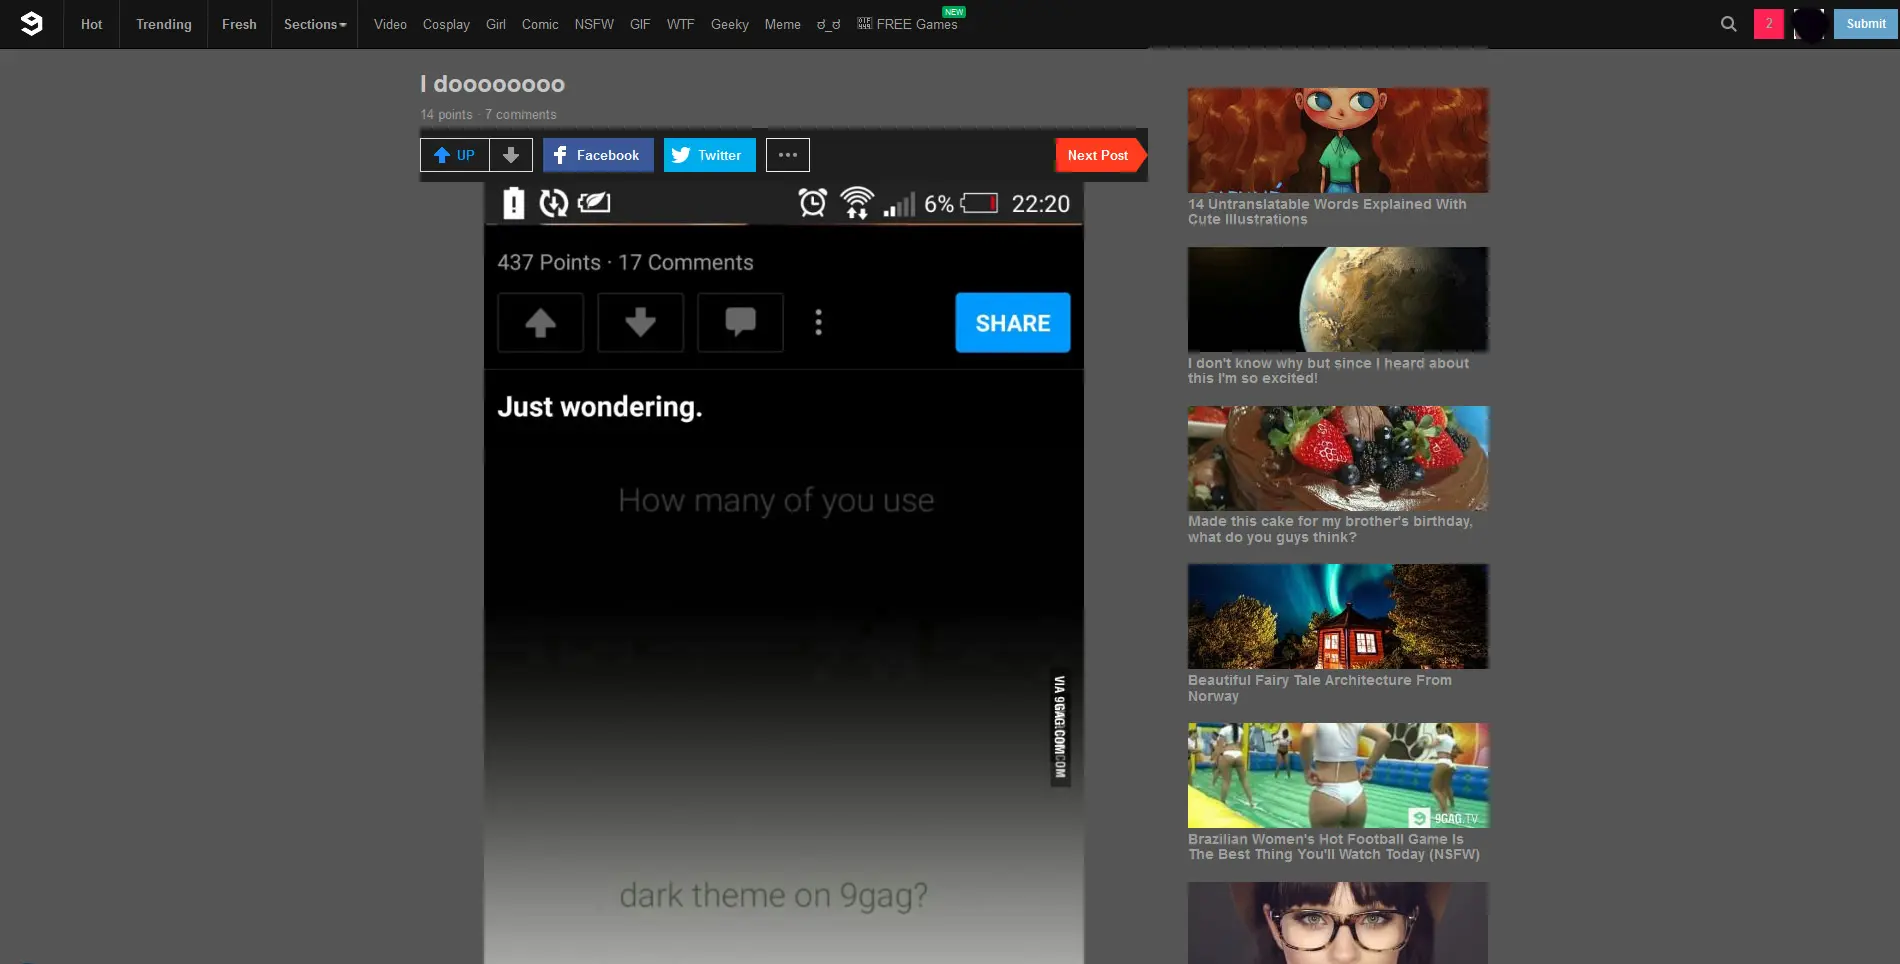 Hot
Trending
Fresh
Sections
Video
Cosplay
Girl
Comic
NSFW
GIF
WTF
Geeky
Meme
ಠ_ಠ
FREE Games
NEW
2
Submit
I doooooooo
14 points · 7 comments
UP
Facebook
Twitter
Next Post
6%
22:20
437 Points · 17 Comments
SHARE
Just wondering.
How many of you use
VIA 9GAG.COMCOM
dark theme on 9gag?
14 Untranslatable Words Explained With
Cute Illustrations
I don't know why but since I heard about
this I'm so excited!
Made this cake for my brother's birthday,
what do you guys think?
Beautiful Fairy Tale Architecture From
Norway
9GAG.TV
Brazilian Women's Hot Football Game Is
The Best Thing You'll Watch Today (NSFW)